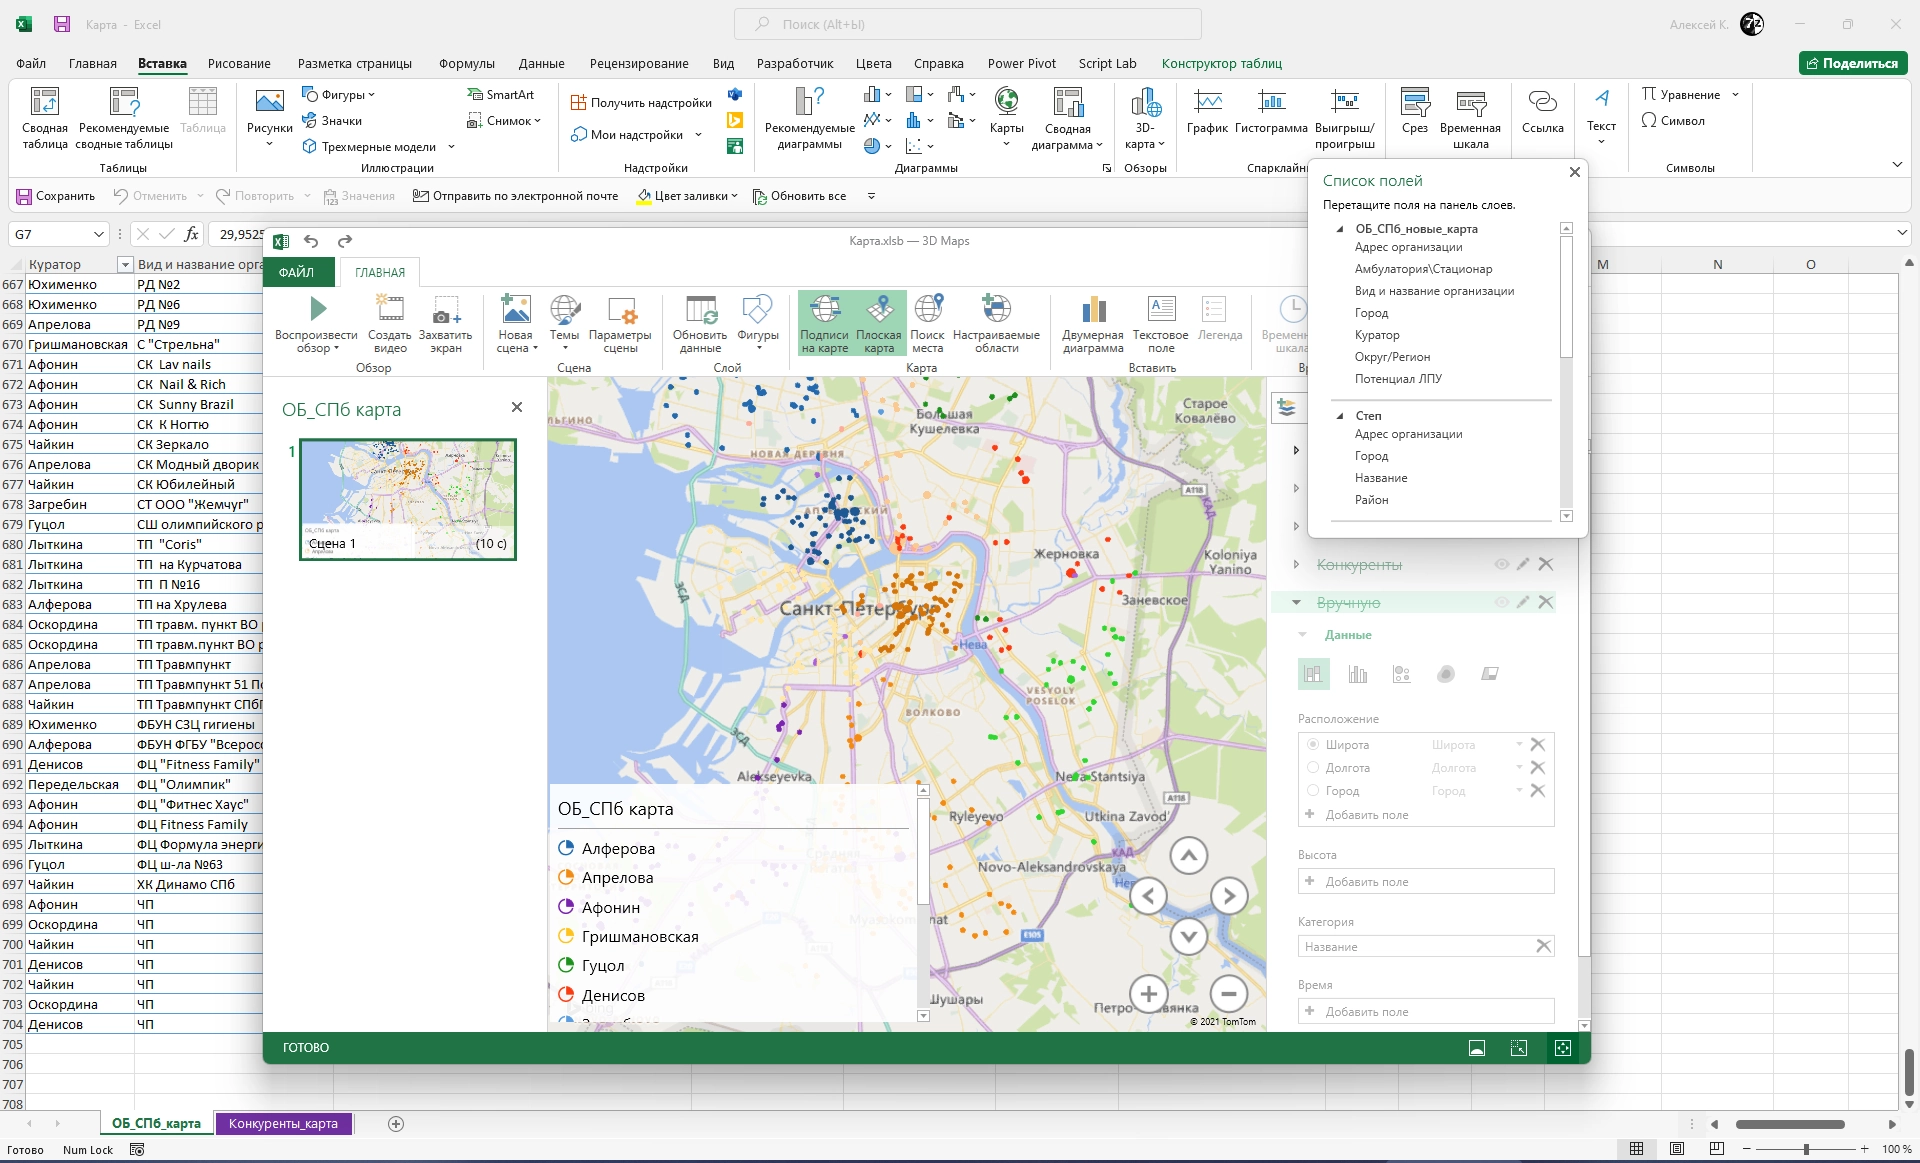 Карта - Excel
Поиск (Alt+Ы)
Алексей К.
Файл Главная Вставка Рисование Разметка страницы Формулы Данные Рецензирование Вид Разработчик Цвета Справка Power Pivot Script Lab Конструктор таблиц
Поделиться
Сводная таблица
Рекомендуемые сводные таблицы
Таблица
Таблицы
Рисунки
Фигуры
Значки
Трехмерные модели
SmartArt
Снимок
Иллюстрации
Получить надстройки
Мои надстройки
Надстройки
Рекомендуемые диаграммы
Карты
Сводная диаграмма
Диаграммы
3D-карта
Обзоры
График
Гистограмма
Выигрыш/проигрыш
Спарклайн
Срез
Временная шкала
Ссылка
Текст
Уравнение
Символ
Символы
Сохранить Отменить Повторить Значения Отправить по электронной почте Цвет заливки Обновить все
G7 fx 29,9525
M N O
Куратор Вид и название орга
667 Юхименко РД №2
668 Юхименко РД №6
669 Апрелова РД №9
670 Гришмановская С "Стрельна"
671 Афонин СК Lav nails
672 Афонин СК Nail & Rich
673 Афонин СК Sunny Brazil
674 Афонин СК К Ногтю
675 Чайкин СК Зеркало
676 Апрелова СК Модный дворик
677 Чайкин СК Юбилейный
678 Загребин СТ ООО "Жемчуг"
679 Гуцол СШ олимпийского р
680 Лыткина ТП "Coris"
681 Лыткина ТП на Курчатова
682 Лыткина ТП П №16
683 Алферова ТП на Хрулева
684 Оскордина ТП травм. пункт ВО р
685 Оскордина ТП травм.пункт ВО р
686 Апрелова ТП Травмпункт
687 Апрелова ТП Травмпункт 51 По
688 Чайкин ТП Травмпункт СПбГ
689 Юхименко ФБУН СЗЦ гигиены
690 Алферова ФБУН ФГБУ "Всеросс
691 Денисов ФЦ "Fitness Family"
692 Передельская ФЦ "Олимпик"
693 Афонин ФЦ "Фитнес Хаус"
694 Афонин ФЦ Fitness Family
695 Лыткина ФЦ Формула энерги
696 Гуцол ФЦ ш-ла №63
697 Чайкин ХК Динамо СПб
698 Афонин ЧП
699 Оскордина ЧП
700 Чайкин ЧП
701 Денисов ЧП
702 Чайкин ЧП
703 Оскордина ЧП
704 Денисов ЧП
705
706
707
708
Карта.xlsb — 3D Maps
ФАЙЛ ГЛАВНАЯ
Воспроизвести обзор
Создать видео
Захватить экран
Обзор
Новая сцена
Темы
Параметры сцены
Сцена
Обновить данные
Фигуры
Слой
Подписи на карте
Плоская карта
Поиск места
Настраиваемые области
Карта
Двумерная диаграмма
Текстовое поле
Легенда
Вставить
Временн
шкала
Вр
ОБ_СПб карта
1
Сцена 1 (10 с)
ЛЬГИНО
Большая Кушелевка
Старое Ковалёво
НОВАЯ ДЕРЕВНЯ
А118
КАД
Жерновка
Koloniya Yanino
ЗСД
Заневское
Санкт-Петербург
Нева
VESYOLY POSELOK
ВОЛКОВО
ЗСД
Alekseyevka
Neva Stantsiya
А118
Ryleyevo
Utkina Zavod'
КАД
Novo-Aleksandrovskaya
E105
Шушары
© 2021 TomTom
ОБ_СПб карта
Алферова
Апрелова
Афонин
Гришмановская
Гуцол
Денисов
Список полей
Перетащите поля на панель слоев.
ОБ_СПб_новые_карта
Адрес организации
Амбулатория\Стационар
Вид и название организации
Город
Куратор
Округ/Регион
Потенциал ЛПУ
Степ
Адрес организации
Город
Название
Район
Конкуренты
Вручную
Данные
Расположение
Широта Широта
Долгота Долгота
Город Город
Добавить поле
Высота
Добавить поле
Категория
Название
Время
Добавить поле
ГОТОВО
ОБ_СПб_карта Конкуренты_карта
Готово Num Lock 100 %